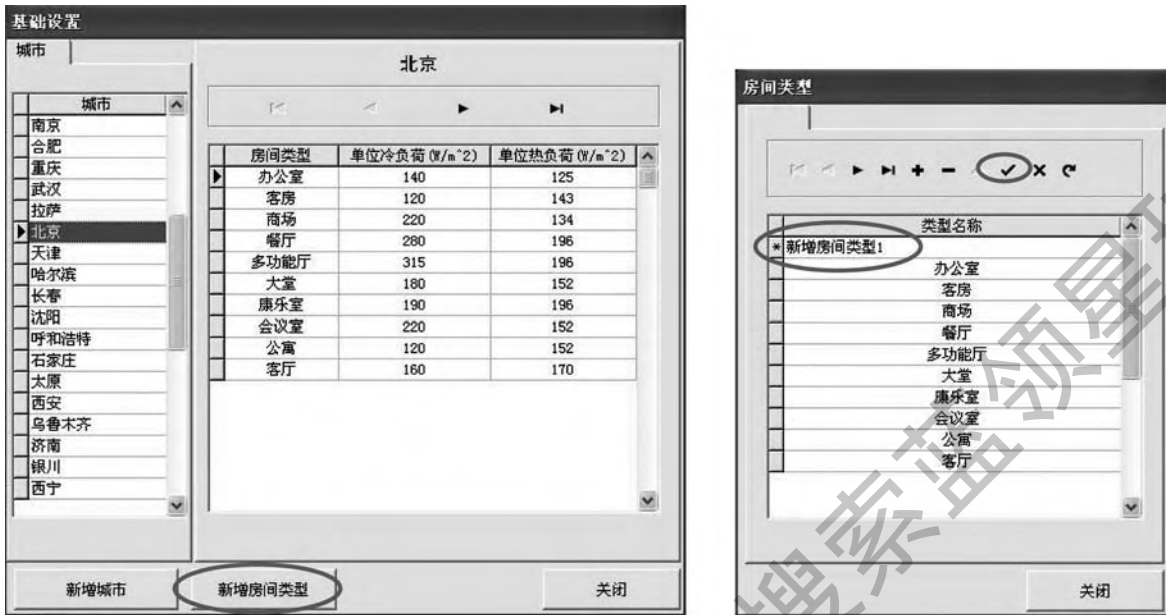 基础设置
城市
北京
城市
南京
合肥
重庆
武汉
拉萨
北京
天津
哈尔滨
长春
沈阳
呼和浩特
石家庄
太原
西安
乌鲁木齐
济南
银川
西宁
房间类型 单位冷负荷(W/m^2) 单位热负荷(W/m^2)
办公室 140 125
客房 120 143
商场 220 134
餐厅 280 196
多功能厅 315 196
大堂 180 152
康乐室 190 196
会议室 220 152
公寓 120 152
客厅 160 170
新增城市 新增房间类型 关闭
房间类型
类型名称
* 新增房间类型1
办公室
客房
商场
餐厅
多功能厅
大堂
康乐室
会议室
公寓
客厅
关闭
搜索蓝领星球